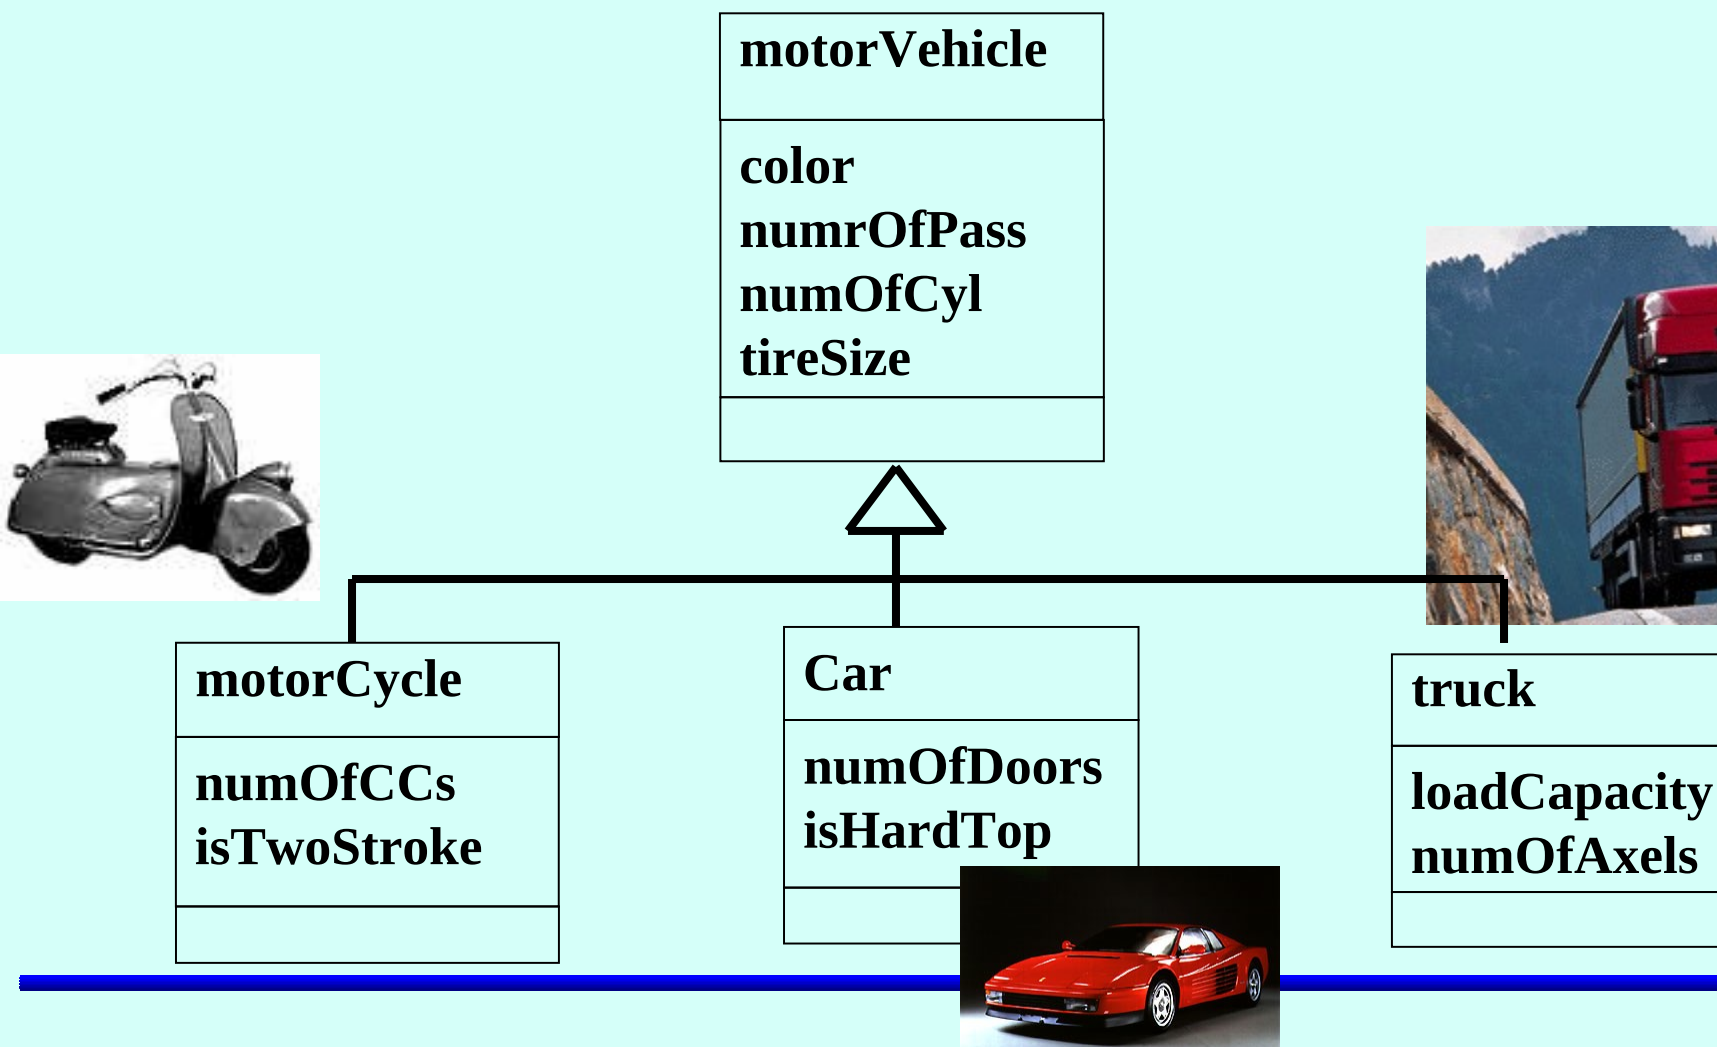 motorVehicle
color
numrOfPass
numOfCyl
tireSize
motorCycle
numOfCCs
isTwoStroke
Car
numOfDoors
isHardTop
truck
loadCapacity
numOfAxels